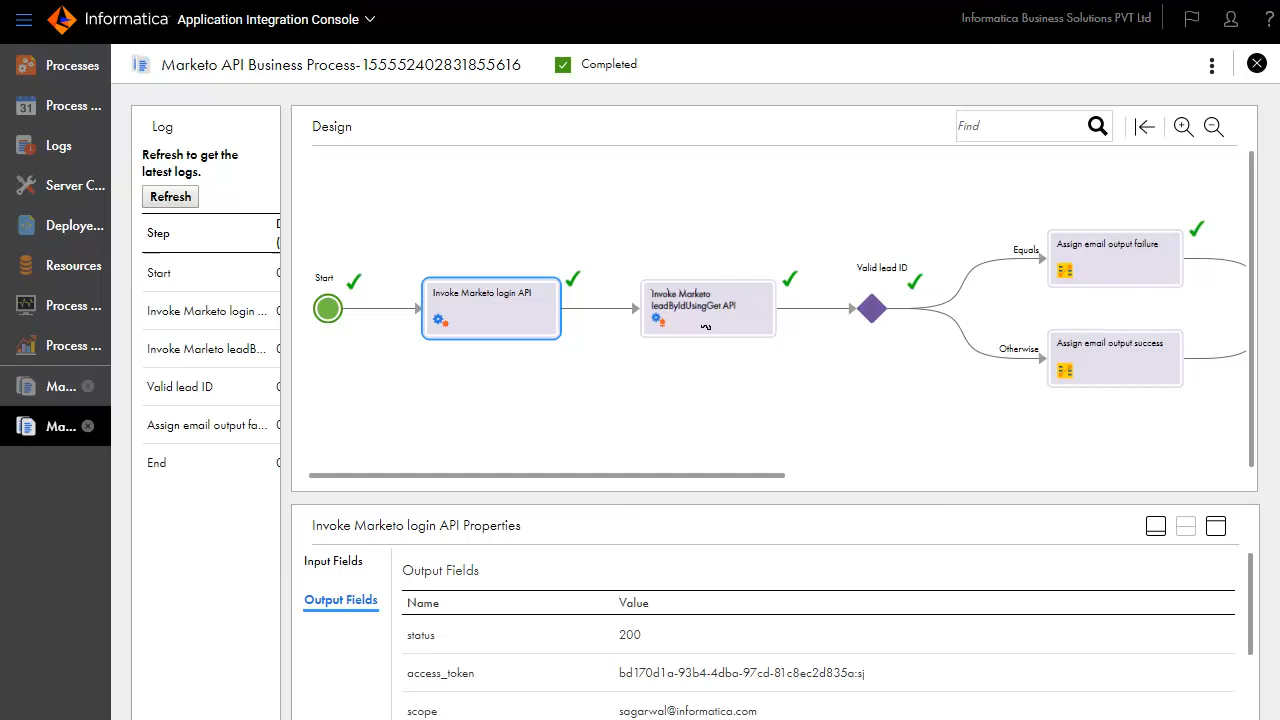 Informatica Application Integration Console
Informatica Business Solutions PVT Ltd
?
Processes
31 Process ...
Logs
Server C...
Deploye...
Resources
Process ...
Process ...
Ma...
Ma...
Marketo API Business Process-155552402831855616
Completed
Log
Refresh to get the
latest logs.
Refresh
Step
Start
Invoke Marketo login ...
Invoke Marleto leadB...
Valid lead ID
Assign email output fa...
End
Design
Find
Start
Invoke Marketo login API
Invoke Marketo
leadByIdUsingGet API
Valid lead ID
Equals
Assign email output failure
Otherwise
Assign email output success
Invoke Marketo login API Properties
Input Fields
Output Fields
Output Fields
Name Value
status 200
access_token bd170d1a-93b4-4dba-97cd-81c8ec2d835a:sj
scope sagarwal@informatica.com